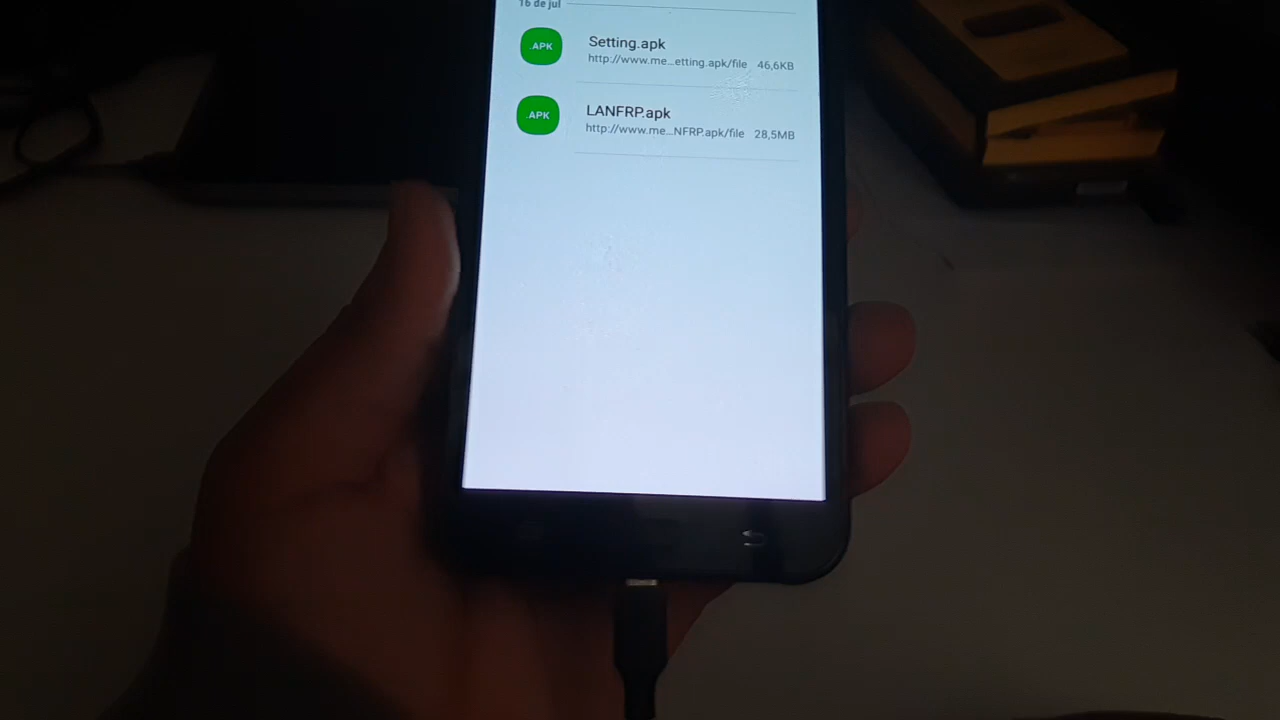 16 de jul
.APK
Setting.apk
http://www.me...etting.apk/file 46,6KB
.APK
LANFRP.apk
http://www.me...NFRP.apk/file 28,5MB